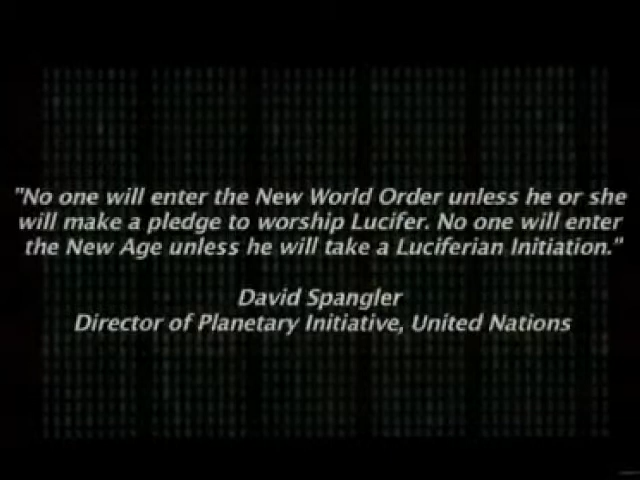 "No one will enter the New World Order unless he or she
will make a pledge to worship Lucifer. No one will enter
the New Age unless he will take a Luciferian Initiation."
David Spangler
Director of Planetary Initiative, United Nations